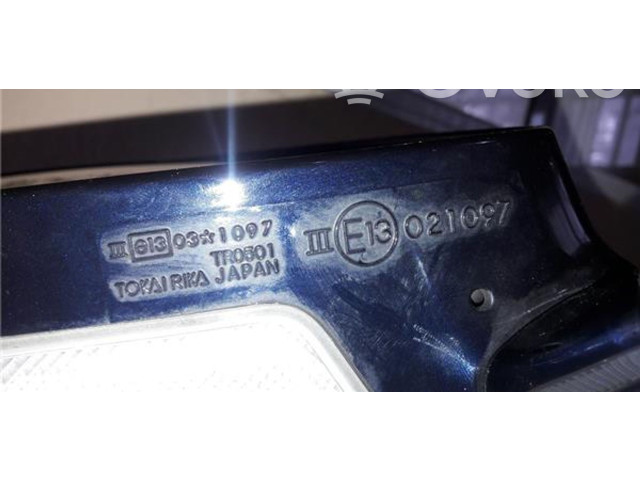 III e13 03☆1097
TR0501
TOKAI RIKA JAPAN
III E13 021097